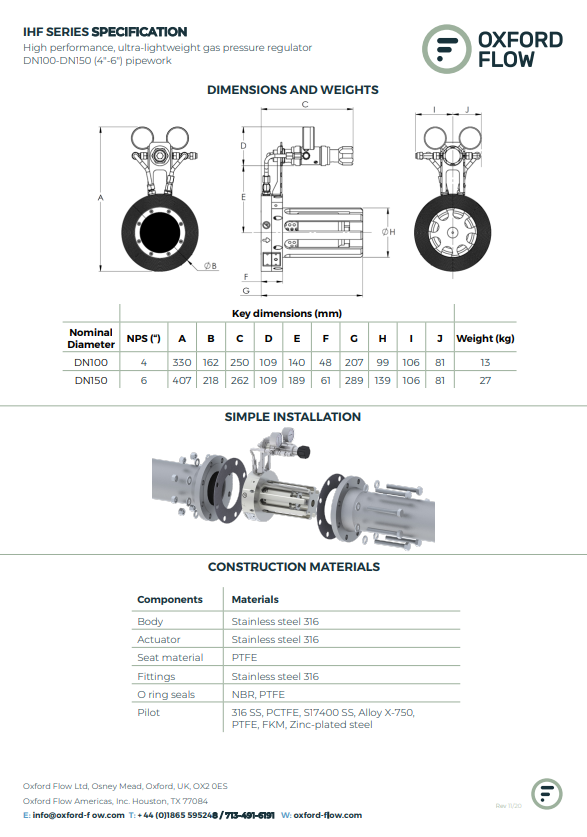 IHF SERIES SPECIFICATION
High performance, ultra-lightweight gas pressure regulator
DN100-DN150 (4"-6") pipework
OXFORD
FLOW
DIMENSIONS AND WEIGHTS
C
I J
D
A
E
ØH
ØB
F
G
Key dimensions (mm)
Nominal Diameter NPS (") A B C D E F G H I J Weight (kg)
DN100 4 330 162 250 109 140 48 207 99 106 81 13
DN150 6 407 218 262 109 189 61 289 139 106 81 27
SIMPLE INSTALLATION
CONSTRUCTION MATERIALS
Components Materials
Body Stainless steel 316
Actuator Stainless steel 316
Seat material PTFE
Fittings Stainless steel 316
O ring seals NBR, PTFE
Pilot 316 SS, PCTFE, S17400 SS, Alloy X-750,
PTFE, FKM, Zinc-plated steel
Oxford Flow Ltd, Osney Mead, Oxford, UK, OX2 0ES
Oxford Flow Americas, Inc. Houston, TX 77084
Rev 11/20
E: info@oxford-flow.com T: +44 (0)1865 595248 / 713-491-6191 W: oxford-flow.com